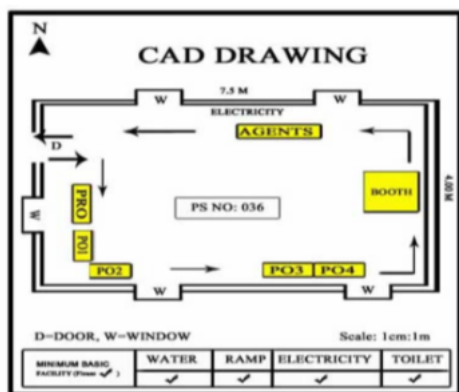 N
CAD DRAWING
7.5 M
W
W
ELECTRICITY
AGENTS
D
BOOTH
4.00 M
PRO
PS NO: 036
W
PO1
PO2
PO3 PO4
W
W
D=DOOR, W=WINDOW
Scale: 1cm:1m
MINIMUM BASIC WATER RAMP ELECTRICITY TOILET
FACILITY (Please ✓) ✓ ✓ ✓ ✓